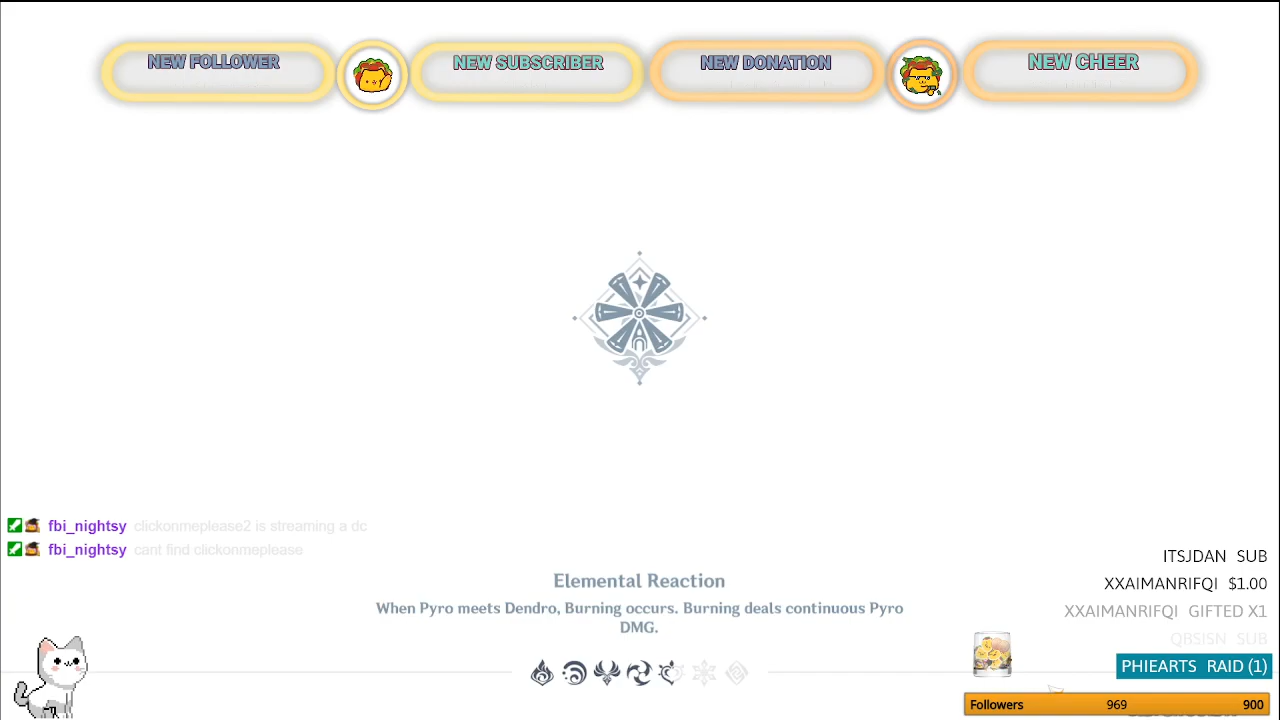 NEW FOLLOWER
NEW SUBSCRIBER
NEW DONATION
NEW CHEER
fbi_nightsy clickonmeplease2 is streaming a dc
fbi_nightsy cant find clickonmeplease
Elemental Reaction
When Pyro meets Dendro, Burning occurs. Burning deals continuous Pyro
DMG.
ITSJDAN SUB
XXAIMANRIFQI $1.00
XXAIMANRIFQI GIFTED X1
QBSISN SUB
PHIEARTS RAID (1)
Followers 969 900